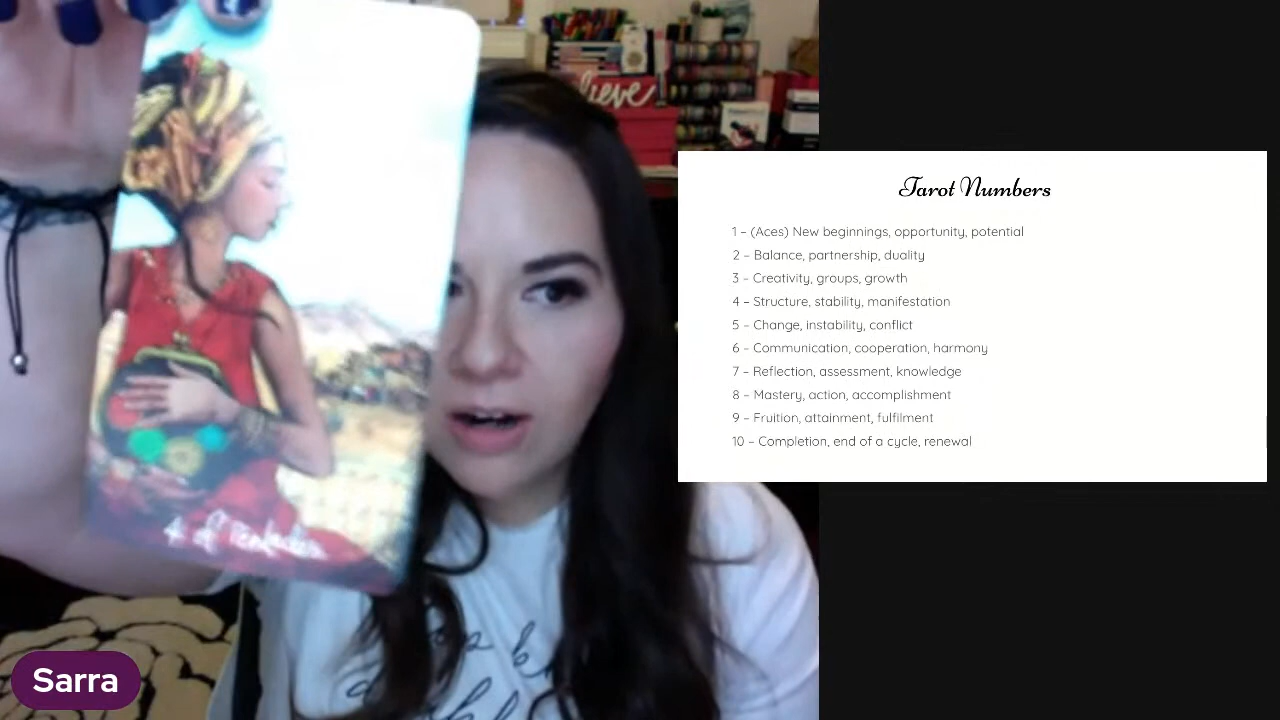 4 of Pentacles
believe
Tarot Numbers
1 – (Aces) New beginnings, opportunity, potential
2 – Balance, partnership, duality
3 – Creativity, groups, growth
4 – Structure, stability, manifestation
5 – Change, instability, conflict
6 – Communication, cooperation, harmony
7 – Reflection, assessment, knowledge
8 – Mastery, action, accomplishment
9 – Fruition, attainment, fulfilment
10 – Completion, end of a cycle, renewal
Sarra